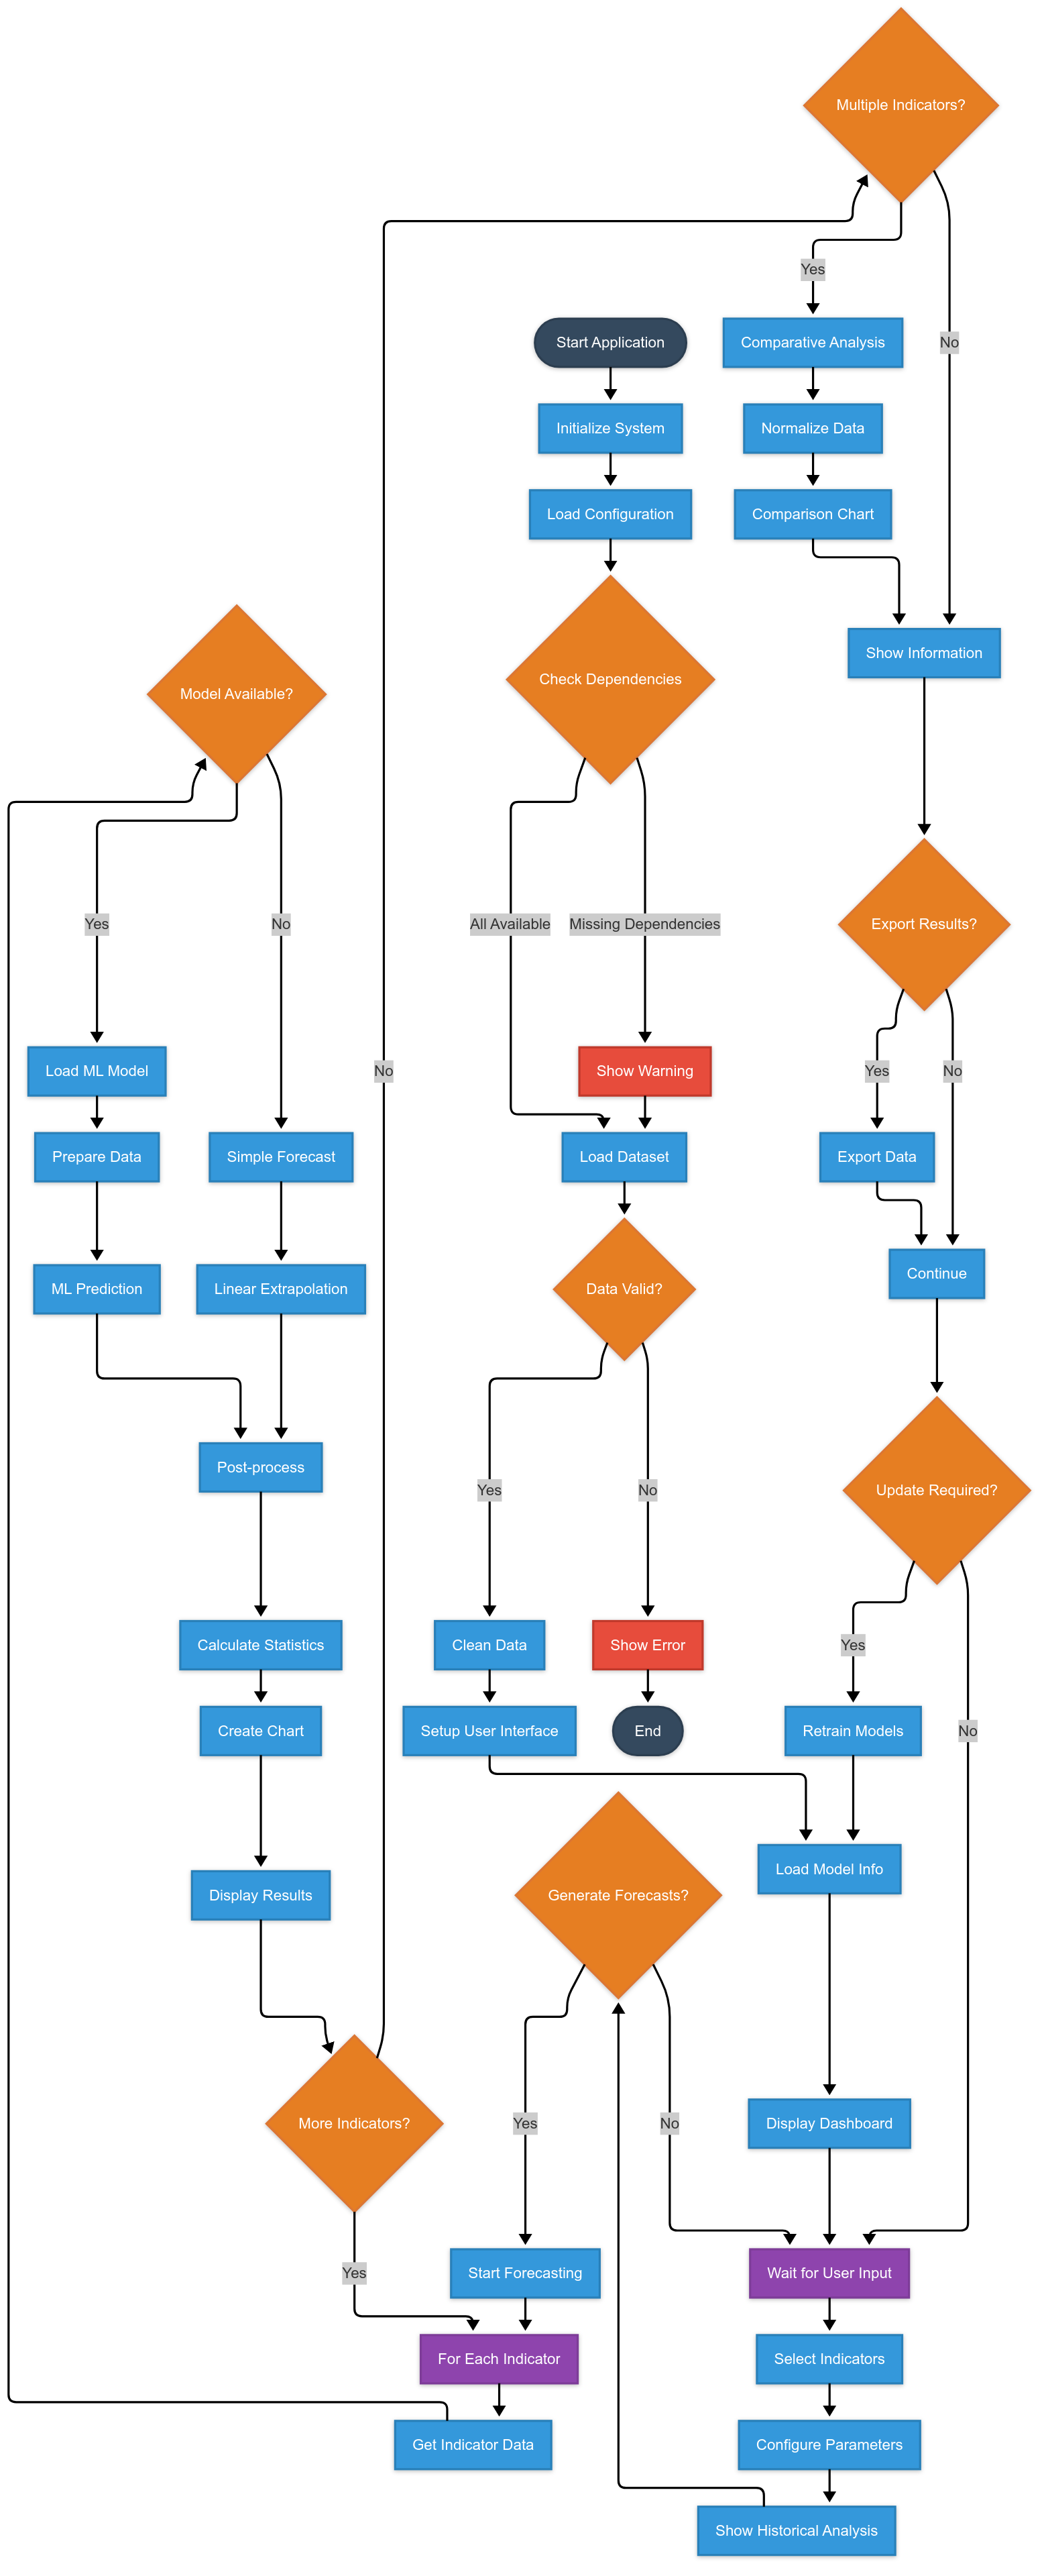 Multiple Indicators?
Yes
Start Application
Comparative Analysis
No
Initialize System
Normalize Data
Load Configuration
Comparison Chart
Show Information
Check Dependencies
Model Available?
Yes
No
All Available
Missing Dependencies
Export Results?
Load ML Model
No
Show Warning
Yes
No
Prepare Data
Simple Forecast
Load Dataset
Export Data
Continue
ML Prediction
Linear Extrapolation
Data Valid?
Post-process
Yes
No
Update Required?
Calculate Statistics
Clean Data
Show Error
Yes
Create Chart
Setup User Interface
End
Retrain Models
No
Load Model Info
Display Results
Generate Forecasts?
More Indicators?
Yes
No
Display Dashboard
Yes
Start Forecasting
Wait for User Input
For Each Indicator
Select Indicators
Get Indicator Data
Configure Parameters
Show Historical Analysis